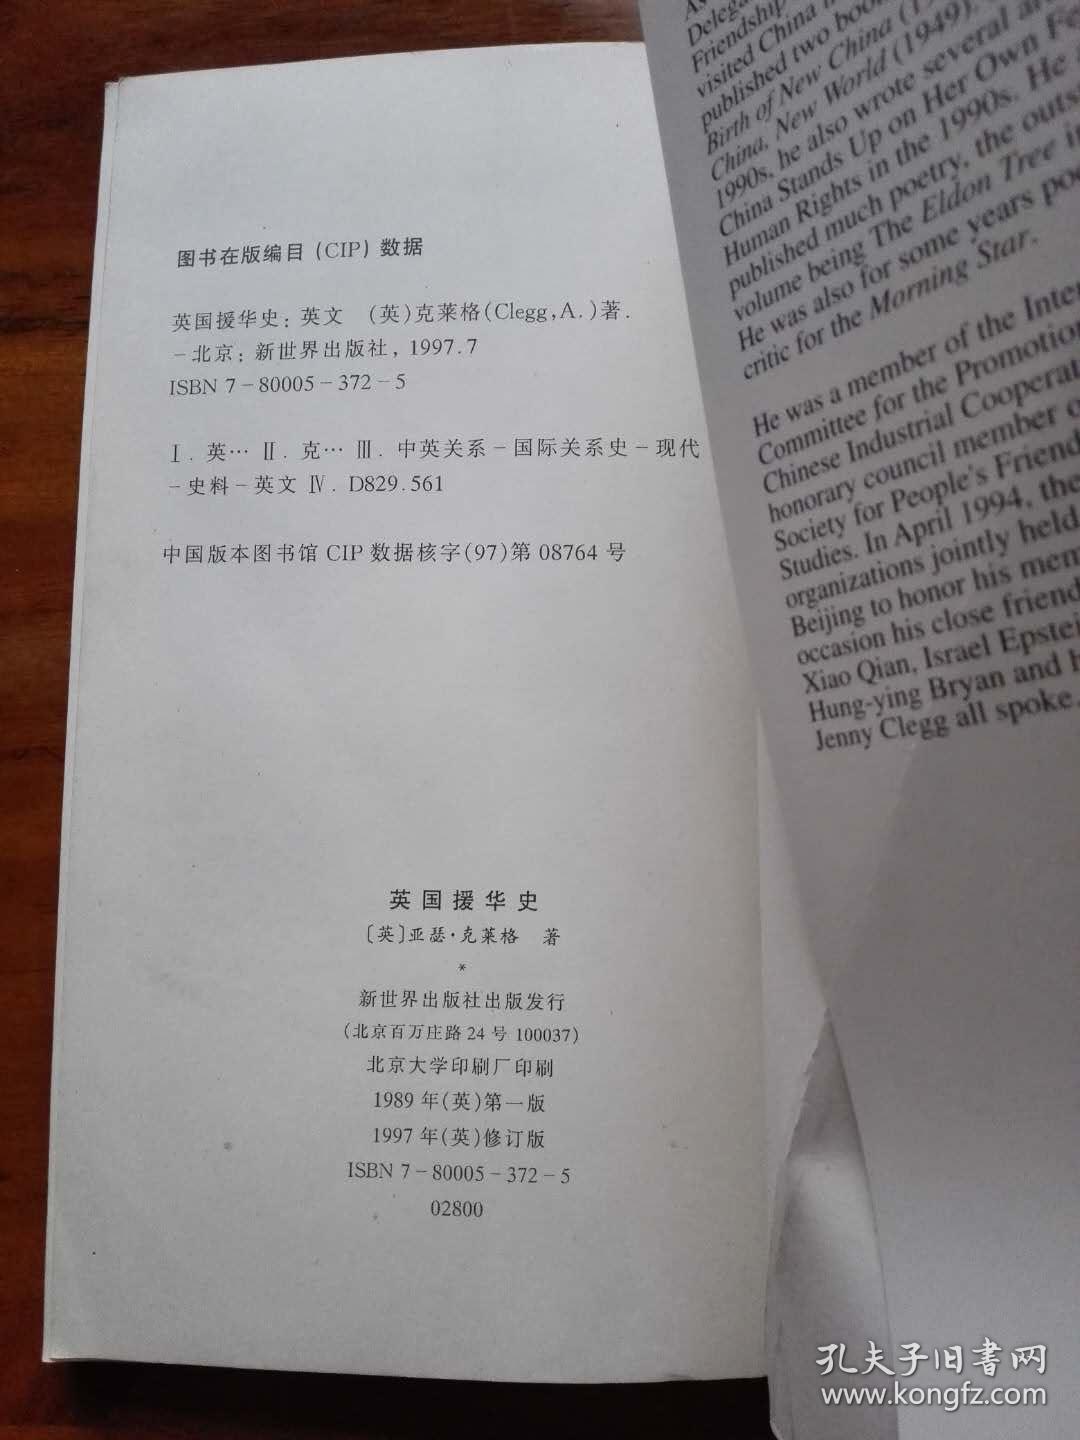 图书在版编目 (CIP) 数据
英国援华史: 英文 (英)克莱格(Clegg,A.)著.
-北京: 新世界出版社, 1997.7
ISBN 7-80005-372-5
Ⅰ. 英… Ⅱ. 克… Ⅲ. 中英关系-国际关系史-现代
-史料-英文 Ⅳ. D829.561
中国版本图书馆 CIP 数据核字(97)第 08764 号
英国援华史
〔英〕亚瑟·克莱格 著
*
新世界出版社出版发行
(北京百万庄路 24 号 100037)
北京大学印刷厂印刷
1989 年(英)第一版
1997 年(英)修订版
ISBN 7-80005-372-5
02800
Friendship
visited China
published two
Birth of New China
China, New World (1949),
1990s, he also wrote several
China Stands Up on Her Own
Human Rights in the 1990s. He
published much poetry, the
volume being The Eldon Tree
He was also for some years
critic for the Morning Star.
He was a member of the
Committee for the Promotion
Chinese Industrial
honorary council member
Society for People's
Studies. In April 1994, the
organizations jointly held
Beijing to honor his
occasion his close
Xiao Qian, Israel
Hung-ying Bryan and
Jenny Clegg all spoke.
孔夫子旧书网
www.kongfz.com